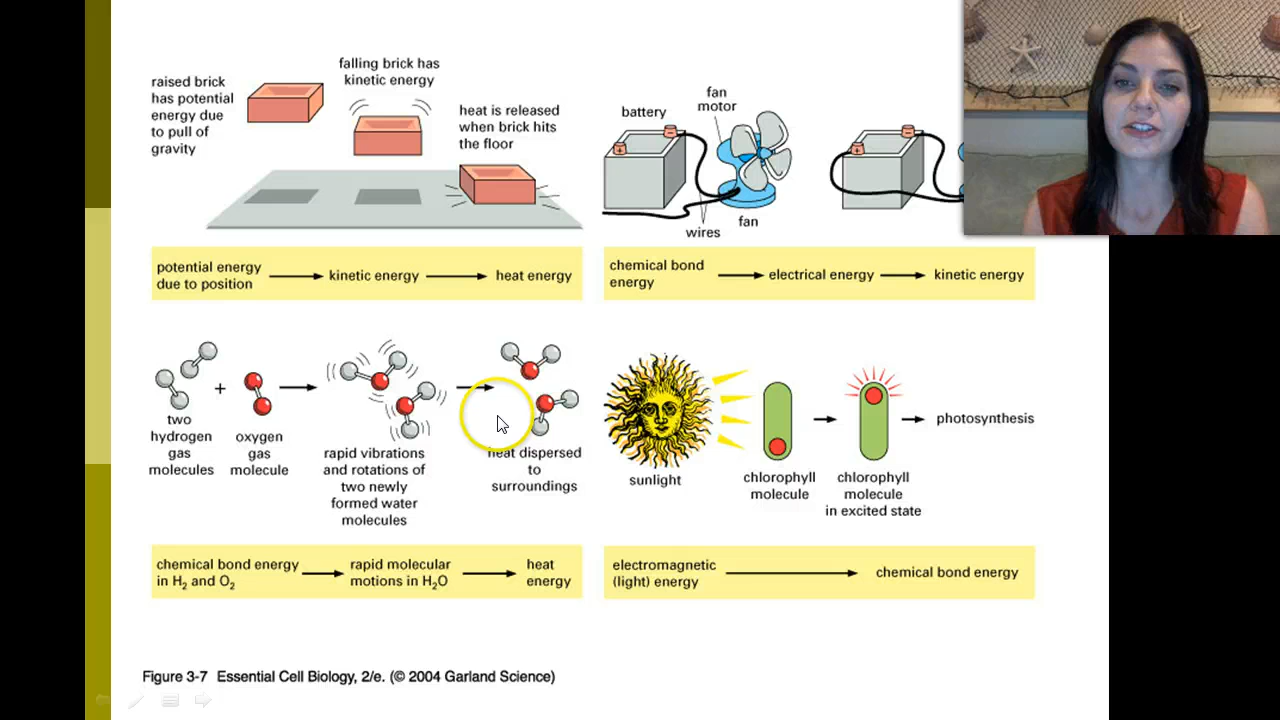 raised brick
has potential
energy due
to pull of
gravity
falling brick has
kinetic energy
heat is released
when brick hits
the floor
battery
fan
motor
+
wires
fan
+
potential energy
due to position
kinetic energy
heat energy
chemical bond
energy
electrical energy
kinetic energy
two
hydrogen
gas
molecules
+
oxygen
gas
molecule
rapid vibrations
and rotations of
two newly
formed water
molecules
heat dispersed
to
surroundings
sunlight
chlorophyll
molecule
chlorophyll
molecule
in excited state
photosynthesis
chemical bond energy
in H₂ and O₂
rapid molecular
motions in H₂O
heat
energy
electromagnetic
(light) energy
chemical bond energy
Figure 3-7 Essential Cell Biology, 2/e. (© 2004 Garland Science)